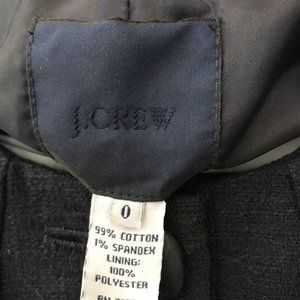 J.CREW
0
99% COTTON
1% SPANDEX
LINING:
100%
POLYESTER